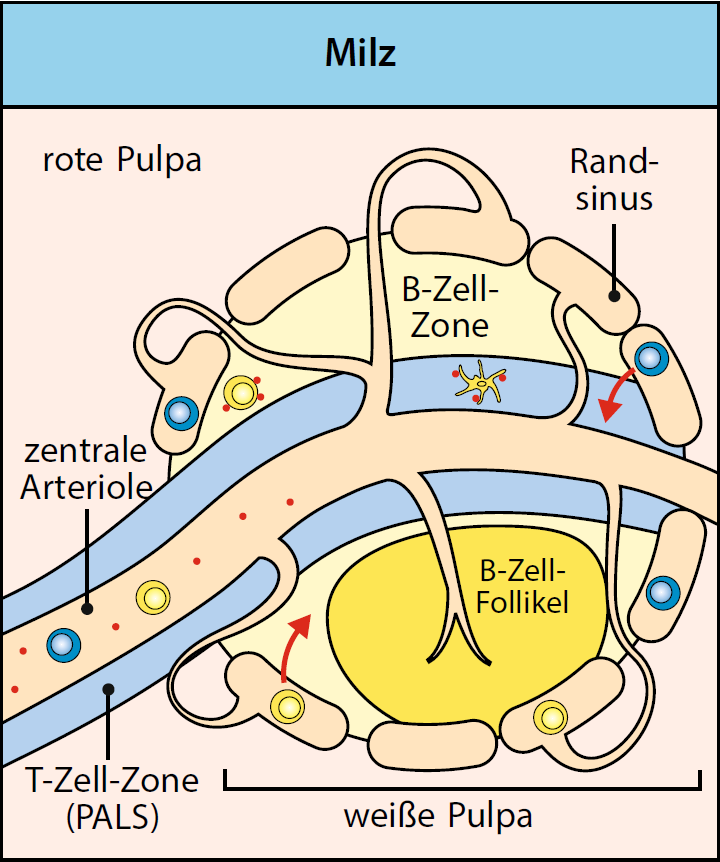 Milz
rote Pulpa
Rand-
sinus
B-Zell-
Zone
zentrale
Arteriole
B-Zell-
Follikel
T-Zell-Zone
(PALS)
weiße Pulpa